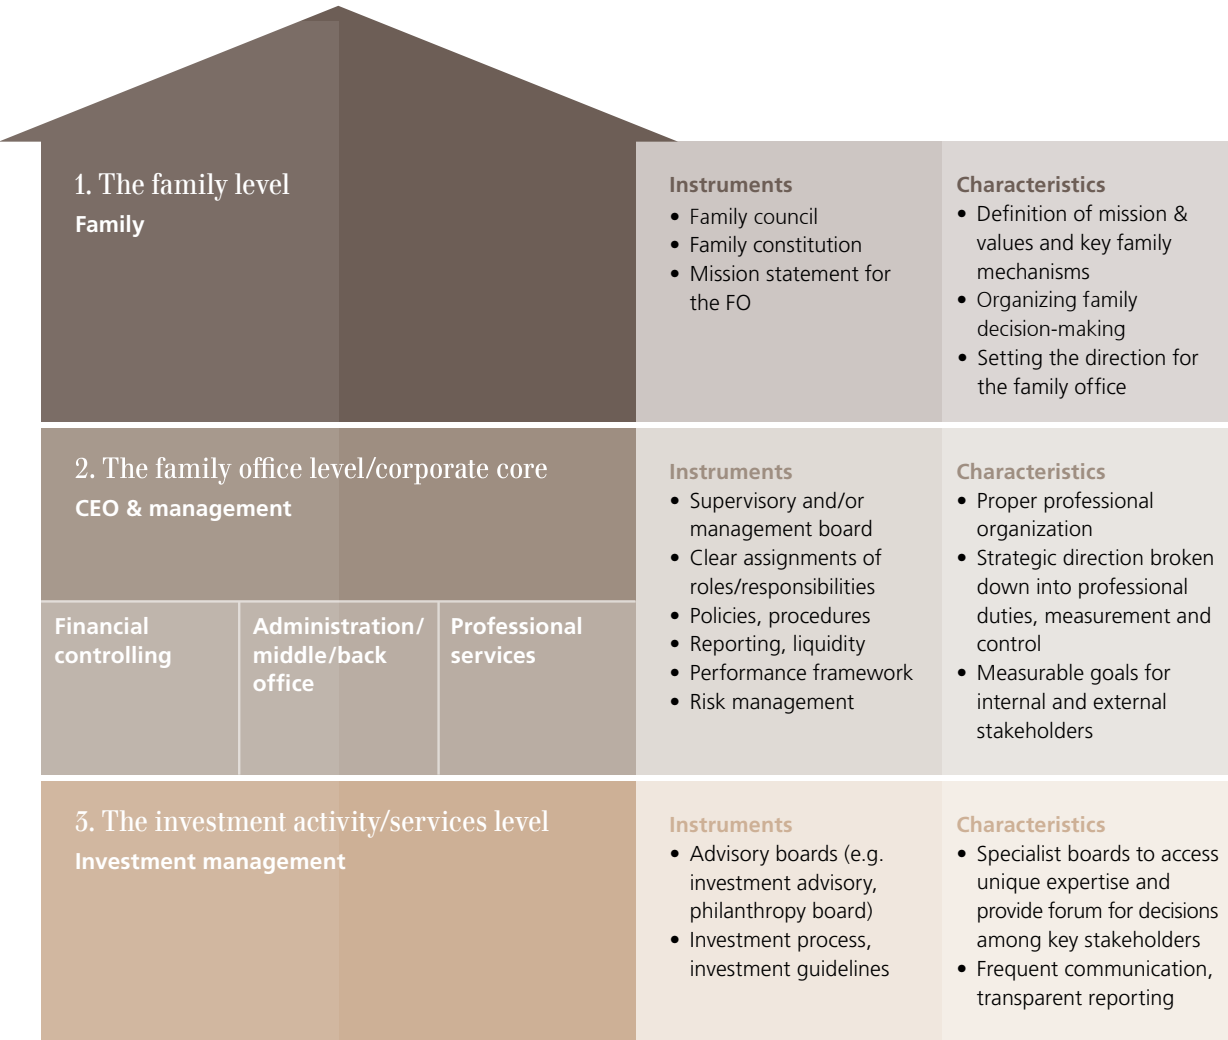 1. The family level
Family
Instruments
• Family council
• Family constitution
• Mission statement for
the FO
Characteristics
• Definition of mission &
values and key family
mechanisms
• Organizing family
decision-making
• Setting the direction for
the family office
2. The family office level/corporate core
CEO & management
Financial
controlling
Administration/
middle/back
office
Professional
services
Instruments
• Supervisory and/or
management board
• Clear assignments of
roles/responsibilities
• Policies, procedures
• Reporting, liquidity
• Performance framework
• Risk management
Characteristics
• Proper professional
organization
• Strategic direction broken
down into professional
duties, measurement and
control
• Measurable goals for
internal and external
stakeholders
3. The investment activity/services level
Investment management
Instruments
• Advisory boards (e.g.
investment advisory,
philanthropy board)
• Investment process,
investment guidelines
Characteristics
• Specialist boards to access
unique expertise and
provide forum for decisions
among key stakeholders
• Frequent communication,
transparent reporting